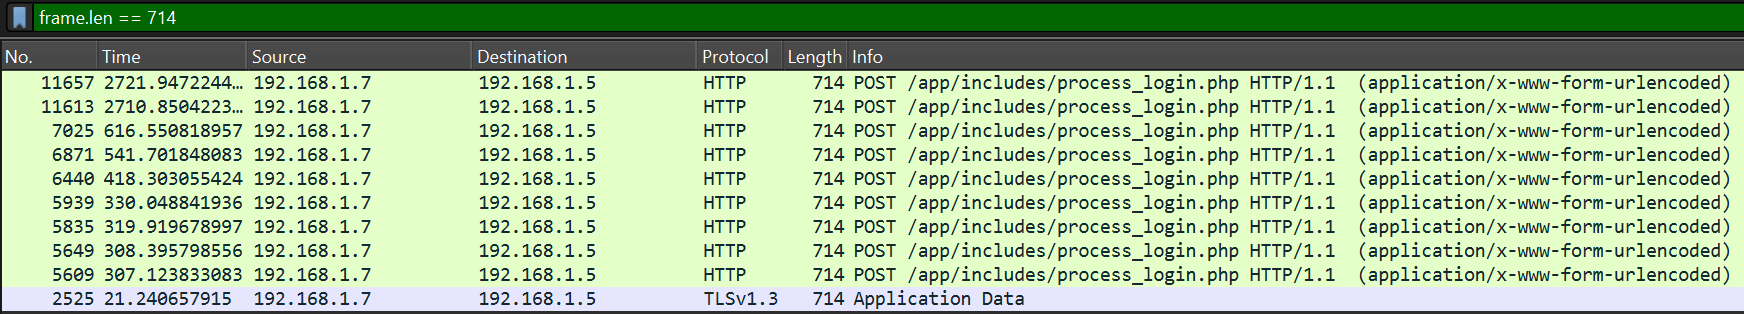 frame.len == 714
No. Time Source Destination Protocol Length Info
11657 2721.9472244… 192.168.1.7 192.168.1.5 HTTP 714 POST /app/includes/process_login.php HTTP/1.1 (application/x-www-form-urlencoded)
11613 2710.8504223… 192.168.1.7 192.168.1.5 HTTP 714 POST /app/includes/process_login.php HTTP/1.1 (application/x-www-form-urlencoded)
7025 616.550818957 192.168.1.7 192.168.1.5 HTTP 714 POST /app/includes/process_login.php HTTP/1.1 (application/x-www-form-urlencoded)
6871 541.701848083 192.168.1.7 192.168.1.5 HTTP 714 POST /app/includes/process_login.php HTTP/1.1 (application/x-www-form-urlencoded)
6440 418.303055424 192.168.1.7 192.168.1.5 HTTP 714 POST /app/includes/process_login.php HTTP/1.1 (application/x-www-form-urlencoded)
5939 330.048841936 192.168.1.7 192.168.1.5 HTTP 714 POST /app/includes/process_login.php HTTP/1.1 (application/x-www-form-urlencoded)
5835 319.919678997 192.168.1.7 192.168.1.5 HTTP 714 POST /app/includes/process_login.php HTTP/1.1 (application/x-www-form-urlencoded)
5649 308.395798556 192.168.1.7 192.168.1.5 HTTP 714 POST /app/includes/process_login.php HTTP/1.1 (application/x-www-form-urlencoded)
5609 307.123833083 192.168.1.7 192.168.1.5 HTTP 714 POST /app/includes/process_login.php HTTP/1.1 (application/x-www-form-urlencoded)
2525 21.240657915 192.168.1.7 192.168.1.5 TLSv1.3 714 Application Data